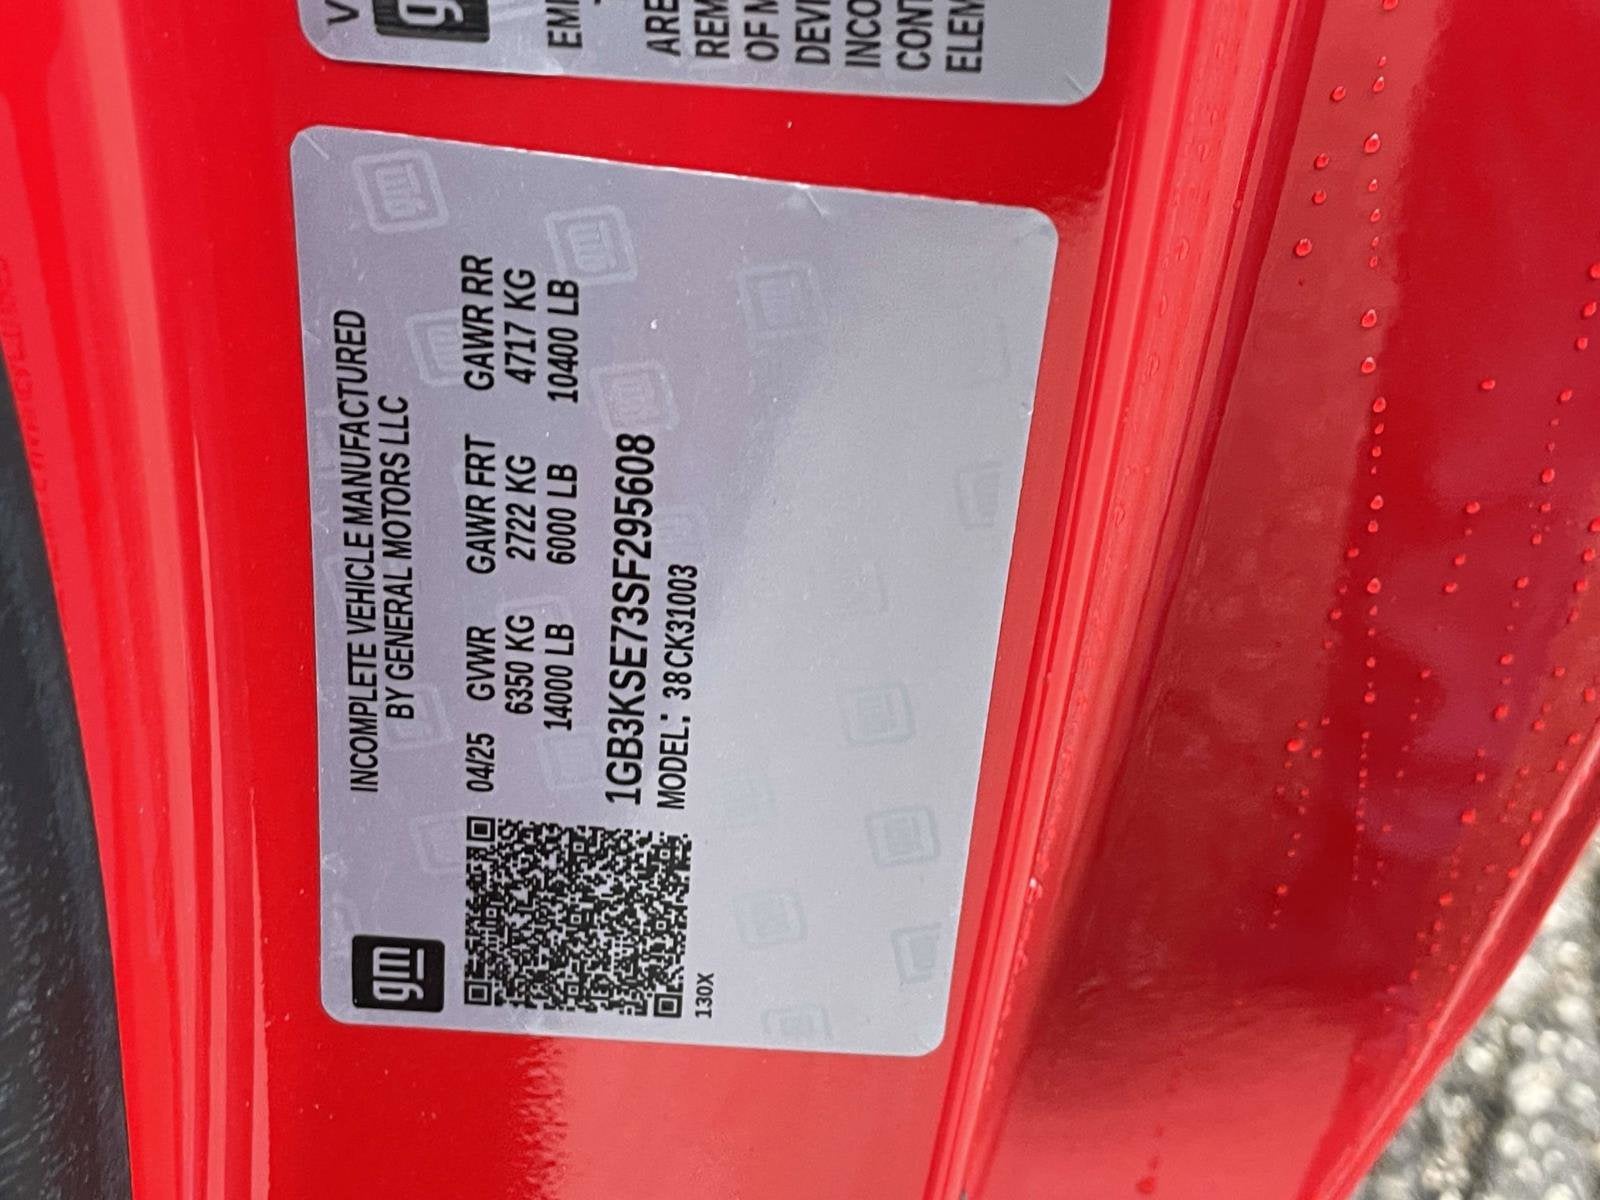 gm
INCOMPLETE VEHICLE MANUFACTURED
BY GENERAL MOTORS LLC
04/25 GVWR GAWR FRT GAWR RR
6350 KG 2722 KG 4717 KG
14000 LB 6000 LB 10400 LB
1GB3KSE73SF295608
MODEL: 38CK31003
130X
V
gm
EMI
ARE
REM
OF M
DEVI
INCO
CONT
ELEM